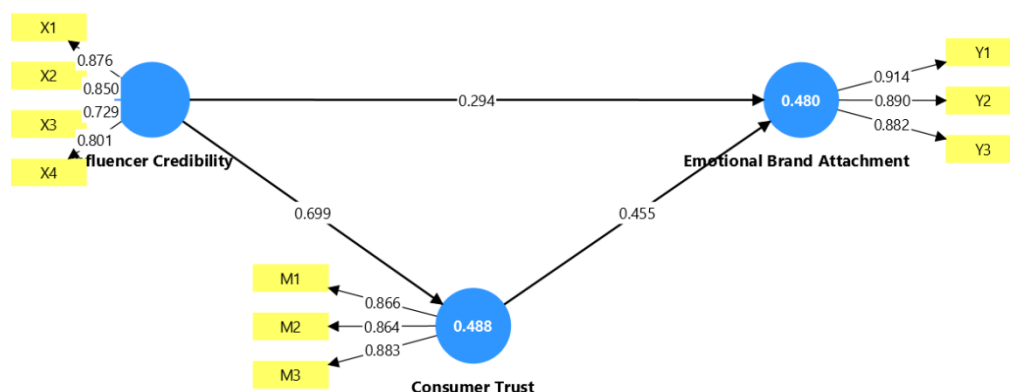 X1
X2
X3
X4
0.876
0.850
0.729
0.801
fluencer Credibility
0.294
0.699
0.455
0.480
Emotional Brand Attachment
0.914
0.890
0.882
Y1
Y2
Y3
M1
M2
M3
0.866
0.864
0.883
0.488
Consumer Trust